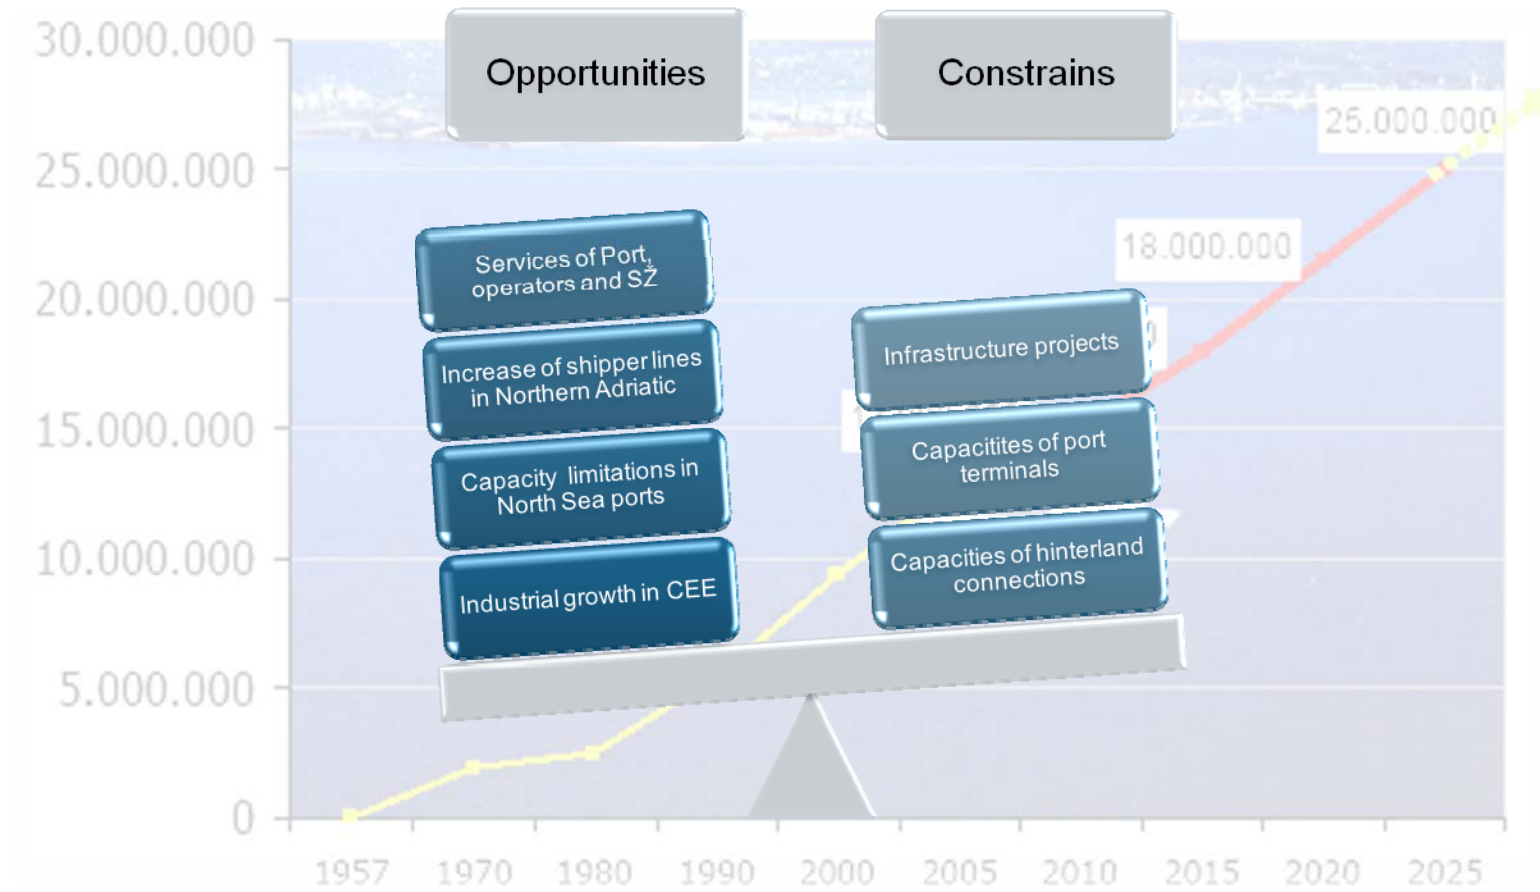 Opportunities
Constrains
30.000.000
25.000.000
20.000.000
15.000.000
10.000.000
5.000.000
0
25.000.000
18.000.000
Services of Port,
operators and SŽ
Increase of shipper lines
in Northern Adriatic
Capacity limitations in
North Sea ports
Industrial growth in CEE
Infrastructure projects
Capacitites of port
terminals
Capacities of hinterland
connections
1957 1970 1980 1990 2000 2005 2010 2015 2020 2025